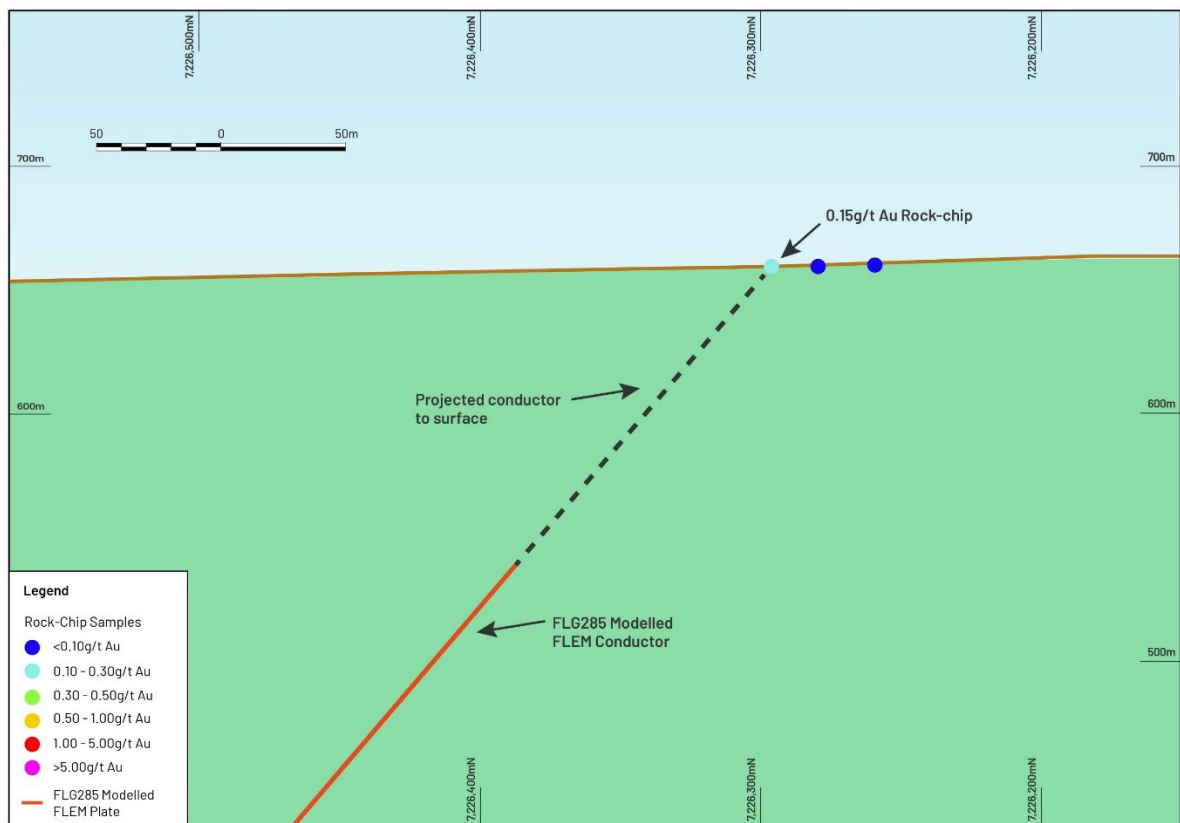 7,226,500mN
7,226,400mN
7,226,300mN
7,226,200mN
50 0 50m
700m 700m
0.15g/t Au Rock-chip
Projected conductor
to surface
600m 600m
500m
FLG285 Modelled
FLEM Conductor
Legend
Rock-Chip Samples
<0.10g/t Au
0.10 - 0.30g/t Au
0.30 - 0.50g/t Au
0.50 - 1.00g/t Au
1.00 - 5.00g/t Au
>5.00g/t Au
FLG285 Modelled
FLEM Plate
7,226,400mN
7,226,300mN
7,226,200mN